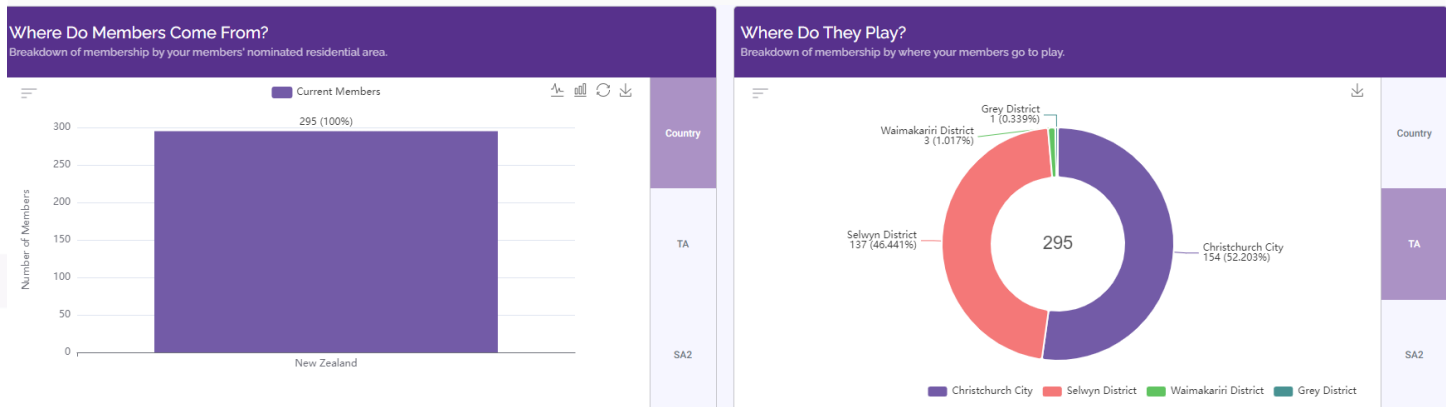 Where Do Members Come From?
Breakdown of membership by your members' nominated residential area.
Current Members
295 (100%)
300
250
200
150
100
50
0
Number of Members
New Zealand
Country
TA
SA2
Where Do They Play?
Breakdown of membership by where your members go to play.
Grey District
1 (0.339%)
Waimakariri District
3 (1.017%)
Selwyn District
137 (46.441%)
295
Christchurch City
154 (52.203%)
Christchurch City
Selwyn District
Waimakariri District
Grey District
Country
TA
SA2